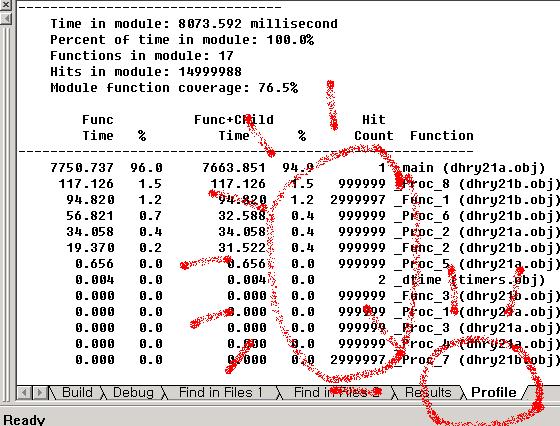 Time in module: 8073.592 millisecond
Percent of time in module: 100.0%
Functions in module: 17
Hits in module: 14999988
Module function coverage: 76.5%
Func Func+Child Hit
Time % Time % Count Function
7750.737 96.0 7663.851 94.9 1 _main (dhry21a.obj)
117.126 1.5 117.126 1.5 999999 _Proc_8 (dhry21b.obj)
94.820 1.2 94.820 1.2 2999997 _Func_1 (dhry21b.obj)
56.821 0.7 32.588 0.4 999999 _Proc_6 (dhry21b.obj)
34.058 0.4 34.058 0.4 999999 _Func_2 (dhry21b.obj)
19.370 0.2 31.522 0.4 999999 _Proc_2 (dhry21a.obj)
0.656 0.0 0.656 0.0 999999 _Proc_5 (dhry21a.obj)
0.004 0.0 0.004 0.0 2 _dtime (timers.obj)
0.000 0.0 0.000 0.0 999999 _Func_3 (dhry21b.obj)
0.000 0.0 0.000 0.0 999999 _Proc_1 (dhry21a.obj)
0.000 0.0 0.000 0.0 999999 _Proc_3 (dhry21a.obj)
0.000 0.0 0.000 0.0 999999 _Proc_4 (dhry21a.obj)
0.000 0.0 0.000 0.0 2999997 _Proc_7 (dhry21b.obj)
Build Debug Find in Files 1 Find in Files 2 Results Profile
Ready